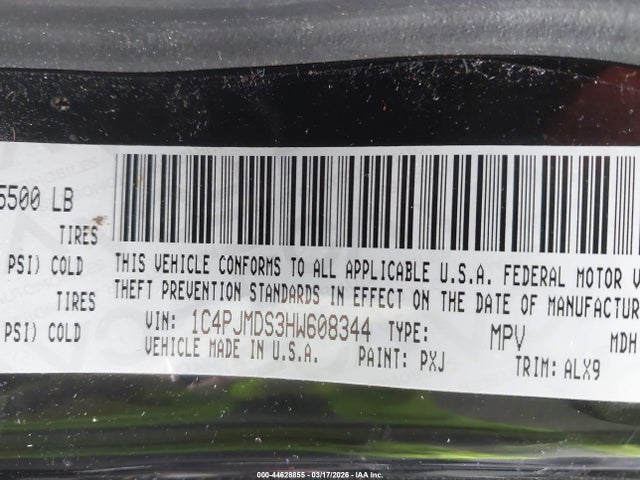 5500 LB
TIRES
PSI) COLD
TIRES
PSI) COLD
THIS VEHICLE CONFORMS TO ALL APPLICABLE U.S.A. FEDERAL MOTOR V
THEFT PREVENTION STANDARDS IN EFFECT ON THE DATE OF MANUFACTUR
VIN: 1C4PJMDS3HW608344 TYPE: MPV MDH
VEHICLE MADE IN U.S.A. PAINT: PXJ TRIM: ALX9
000-44628855 - 03/17/2026 - IAA Inc.